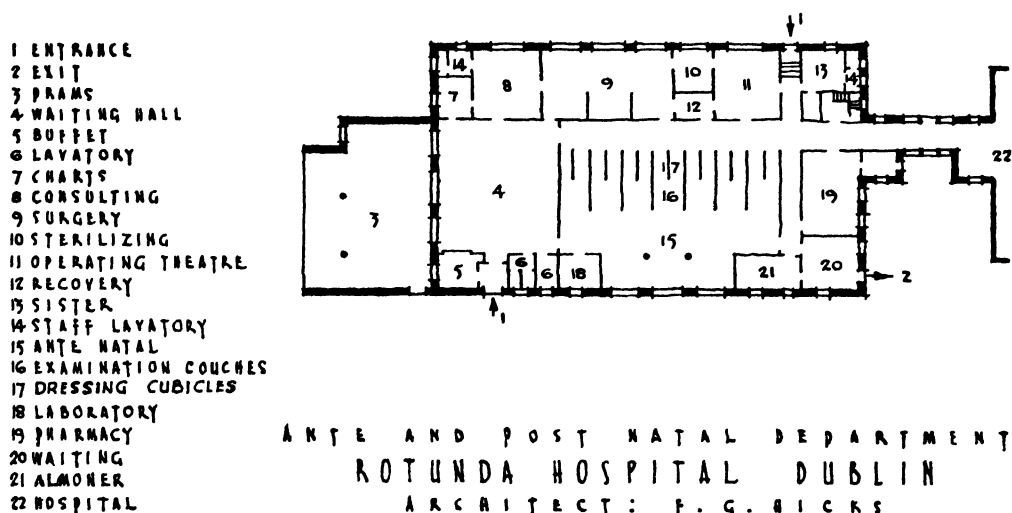 1 ENTRANCE
2 EXIT
3 PRAMS
4 WAITING HALL
5 BUFFET
6 LAVATORY
7 CHARTS
8 CONSULTING
9 SURGERY
10 STERILIZING
11 OPERATING THEATRE
12 RECOVERY
13 SISTER
14 STAFF LAVATORY
15 ANTE NATAL
16 EXAMINATION COUCHES
17 DRESSING CUBICLES
18 LABORATORY
19 PHARMACY
20 WAITING
21 ALMONER
22 HOSPITAL
1
14 8 9 10 11 13 14
7 12
17 22
3 4 16 19
15
5 6 6 18 21 20 2
1
ANTE AND POST NATAL DEPARTMENT
ROTUNDA HOSPITAL DUBLIN
ARCHITECT: F. G. HICKS